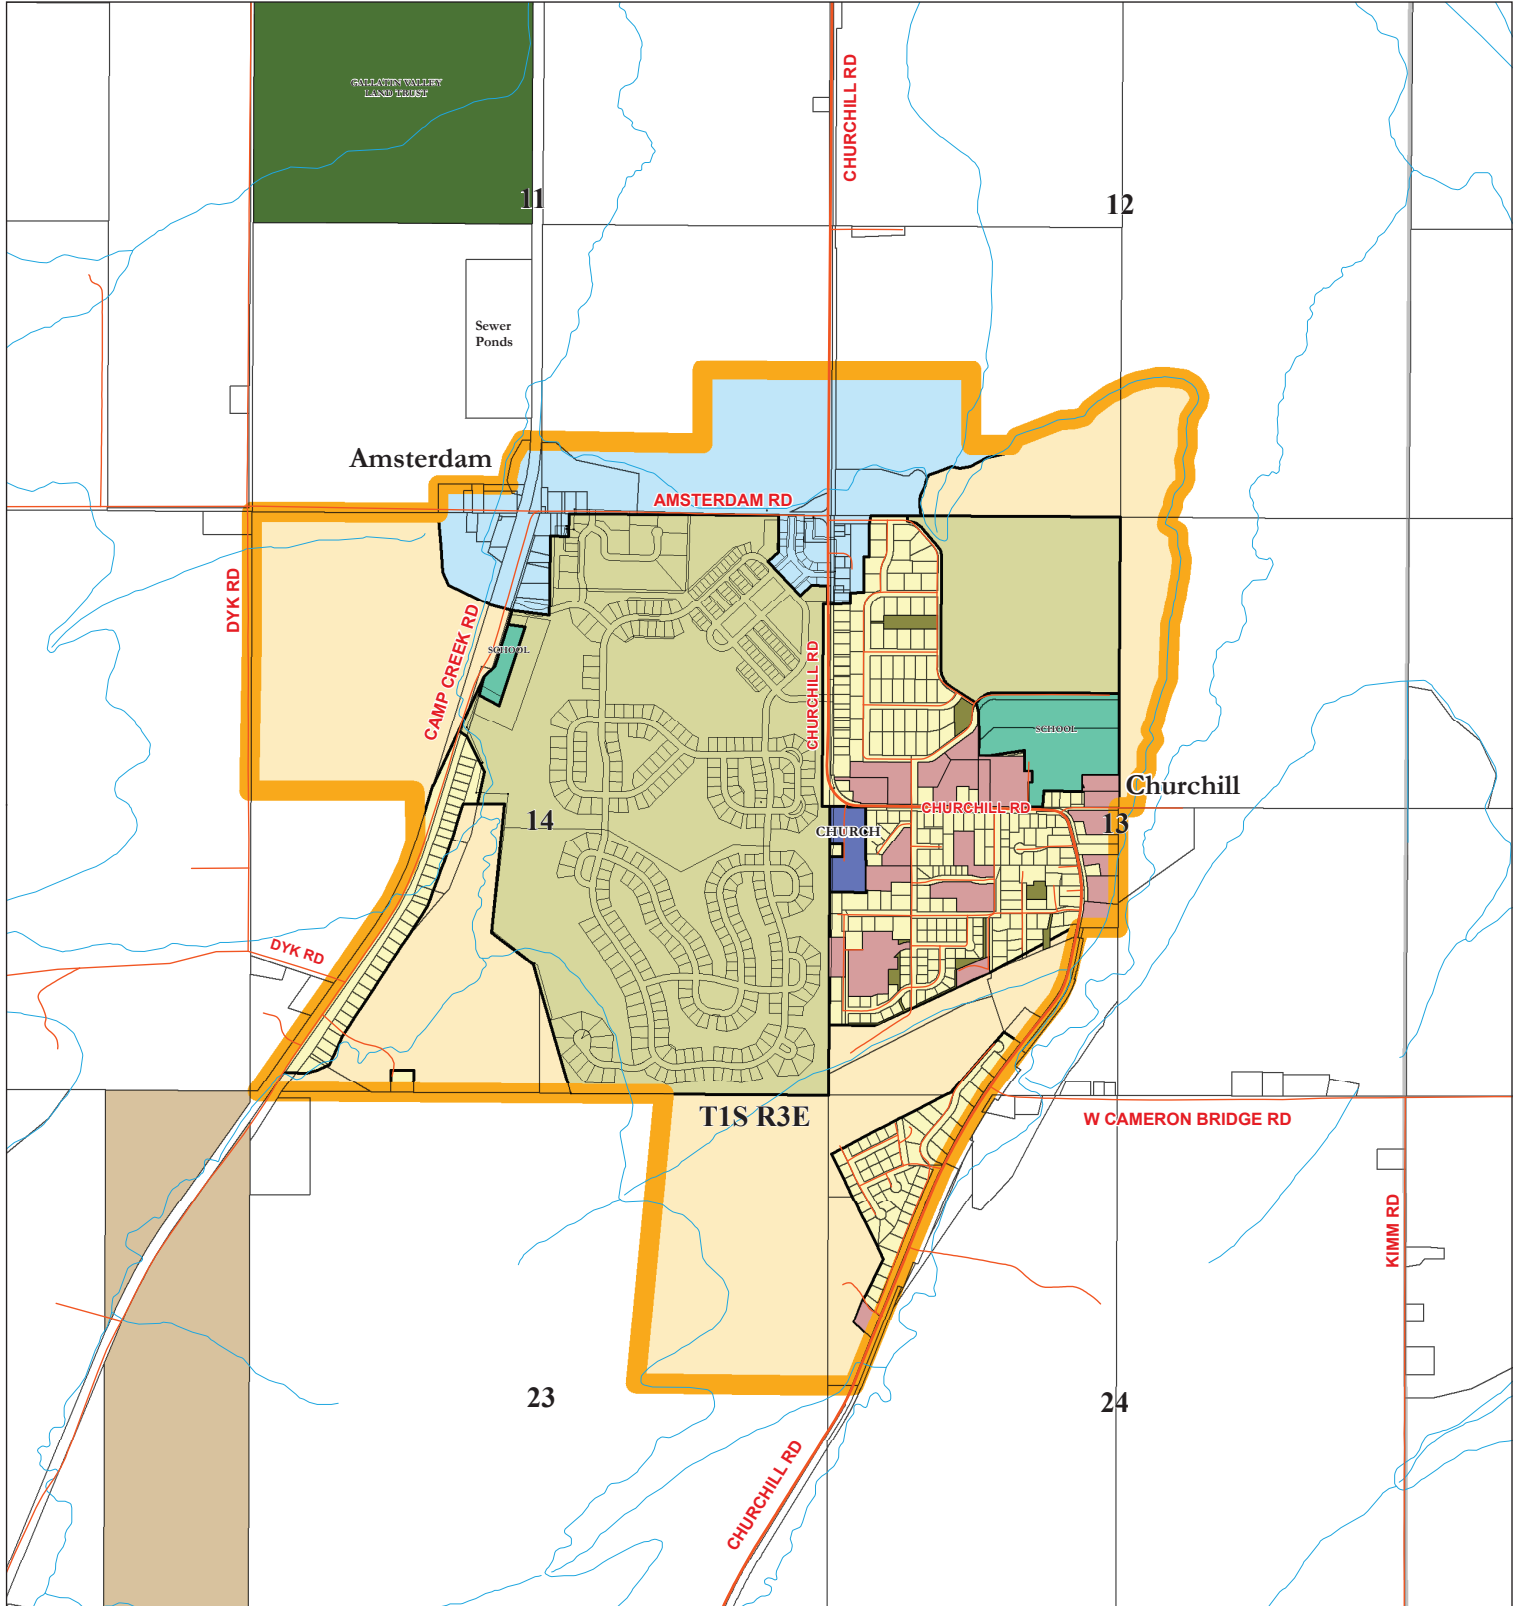 GALLATIN VALLEY
LAND TRUST
CHURCHILL RD
11
12
Sewer
Ponds
Amsterdam
AMSTERDAM RD
DYK RD
CAMP CREEK RD
SCHOOL
CHURCHILL RD
SCHOOL
Churchill
CHURCHILL RD
14
CHURCH
13
DYK RD
T1S R3E
W CAMERON BRIDGE RD
KIMM RD
23
24
CHURCHILL RD